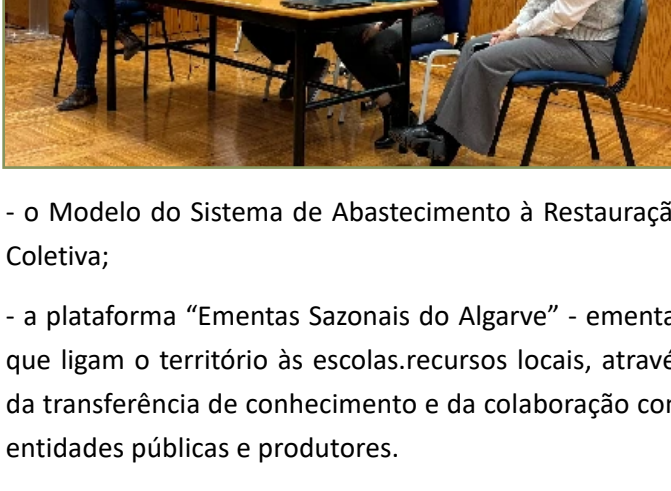 - o Modelo do Sistema de Abastecimento à Restauraçã
Coletiva;
- a plataforma “Ementas Sazonais do Algarve” - ementa
que ligam o território às escolas.recursos locais, atravé
da transferência de conhecimento e da colaboração co
entidades públicas e produtores.